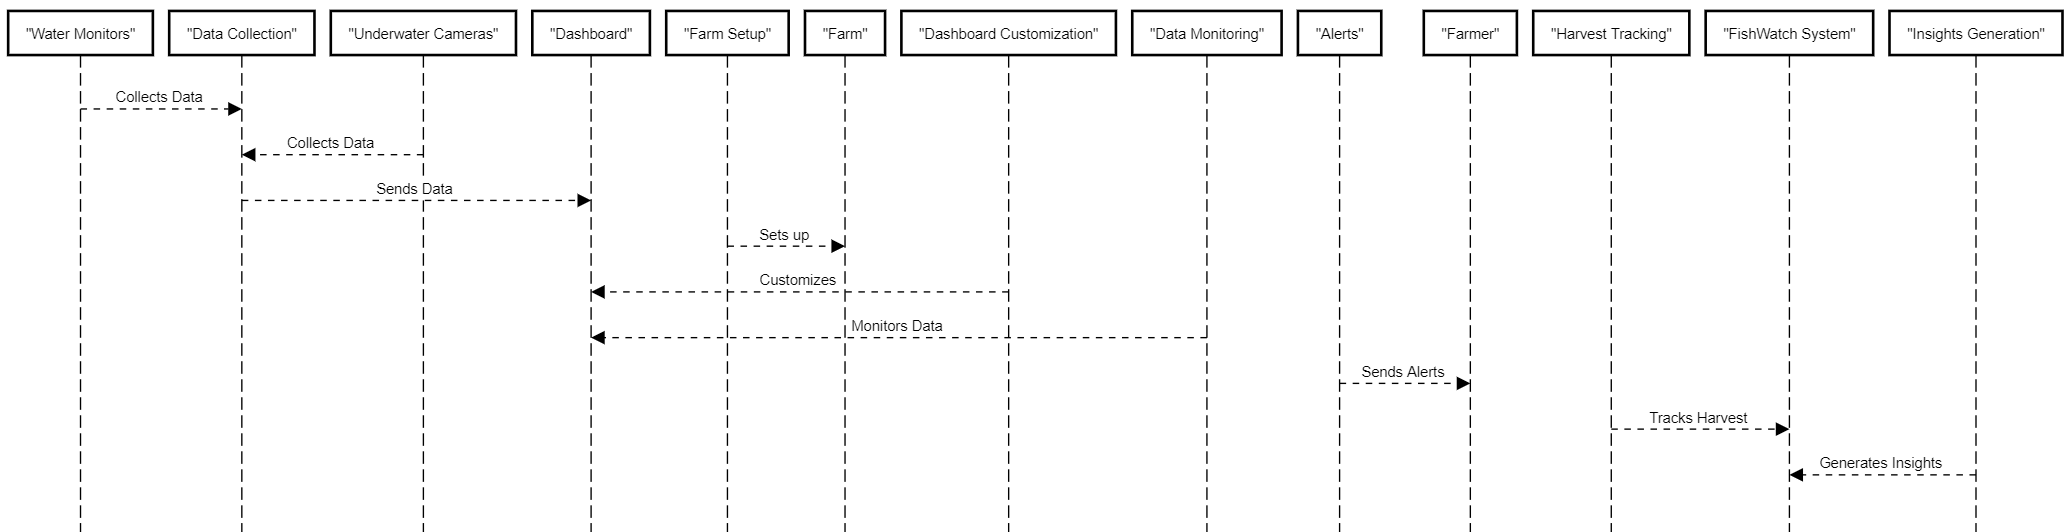 "Water Monitors"
"Data Collection"
"Underwater Cameras"
"Dashboard"
"Farm Setup"
"Farm"
"Dashboard Customization"
"Data Monitoring"
"Alerts"
"Farmer"
"Harvest Tracking"
"FishWatch System"
"Insights Generation"
Collects Data
Collects Data
Sends Data
Sets up
Customizes
Monitors Data
Sends Alerts
Tracks Harvest
Generates Insights